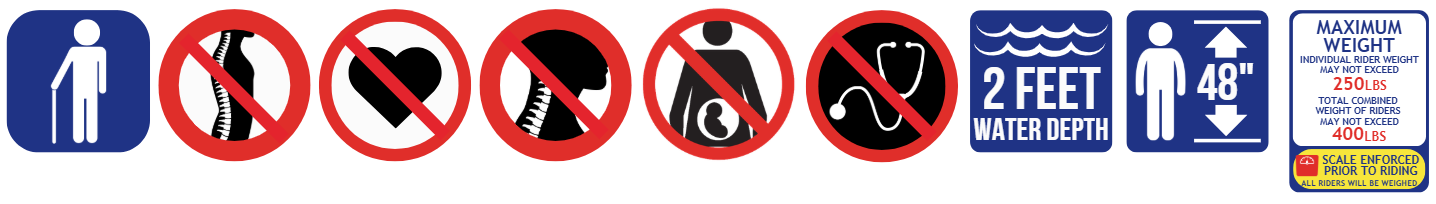 2 FEET
WATER DEPTH
48"
MAXIMUM
WEIGHT
INDIVIDUAL RIDER WEIGHT
MAY NOT EXCEED
250LBS
TOTAL COMBINED
WEIGHT OF RIDERS
MAY NOT EXCEED
400LBS
SCALE ENFORCED
PRIOR TO RIDING
ALL RIDERS WILL BE WEIGHED